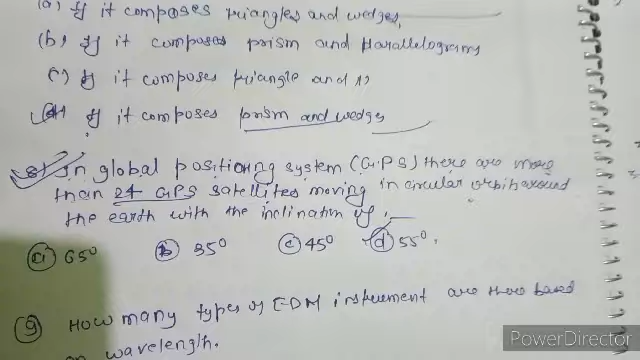 (a) If it composes triangles and wedges.
(b) If it composes prism and parallelograms
(c) If it composes triangle and
(d) If it composes prism and wedges
8) In global positioning system (G.P.S) there are more
than 24 GPS satellites moving in circular orbit around
the earth with the inclination of,
(a) 65° (b) 35° (c) 45° (d) 55°.
(9) How many types of EDM instrument are there based
on wavelength.
PowerDirector